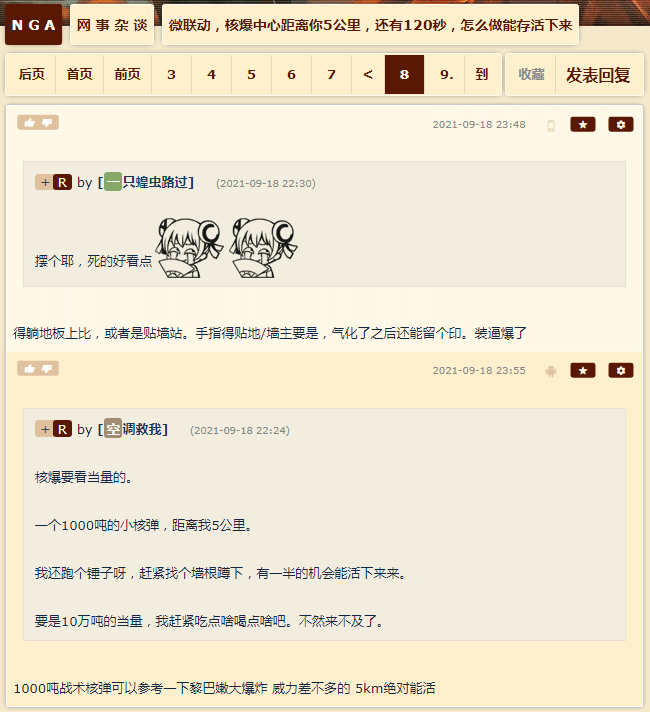 NGA 网事杂谈 微联动，核爆中心距离你5公里，还有120秒，怎么做能存活下来
后页 首页 前页 3 4 5 6 7 < 8 9. 到 收藏 发表回复
2021-09-18 23:48
+ R by [一只蝗虫路过] (2021-09-18 22:30)
摆个耶，死的好看点
得躺地板上比，或者是贴墙站。手指得贴地/墙主要是，气化了之后还能留个印。装逼爆了
2021-09-18 23:55
+ R by [空调救我] (2021-09-18 22:24)
核爆要看当量的。
一个1000吨的小核弹，距离我5公里。
我还跑个锤子呀，赶紧找个墙根蹲下，有一半的机会能活下来来。
要是10万吨的当量，我赶紧吃点啥喝点啥吧。不然来不及了。
1000吨战术核弹可以参考一下黎巴嫩大爆炸 威力差不多的 5km绝对能活